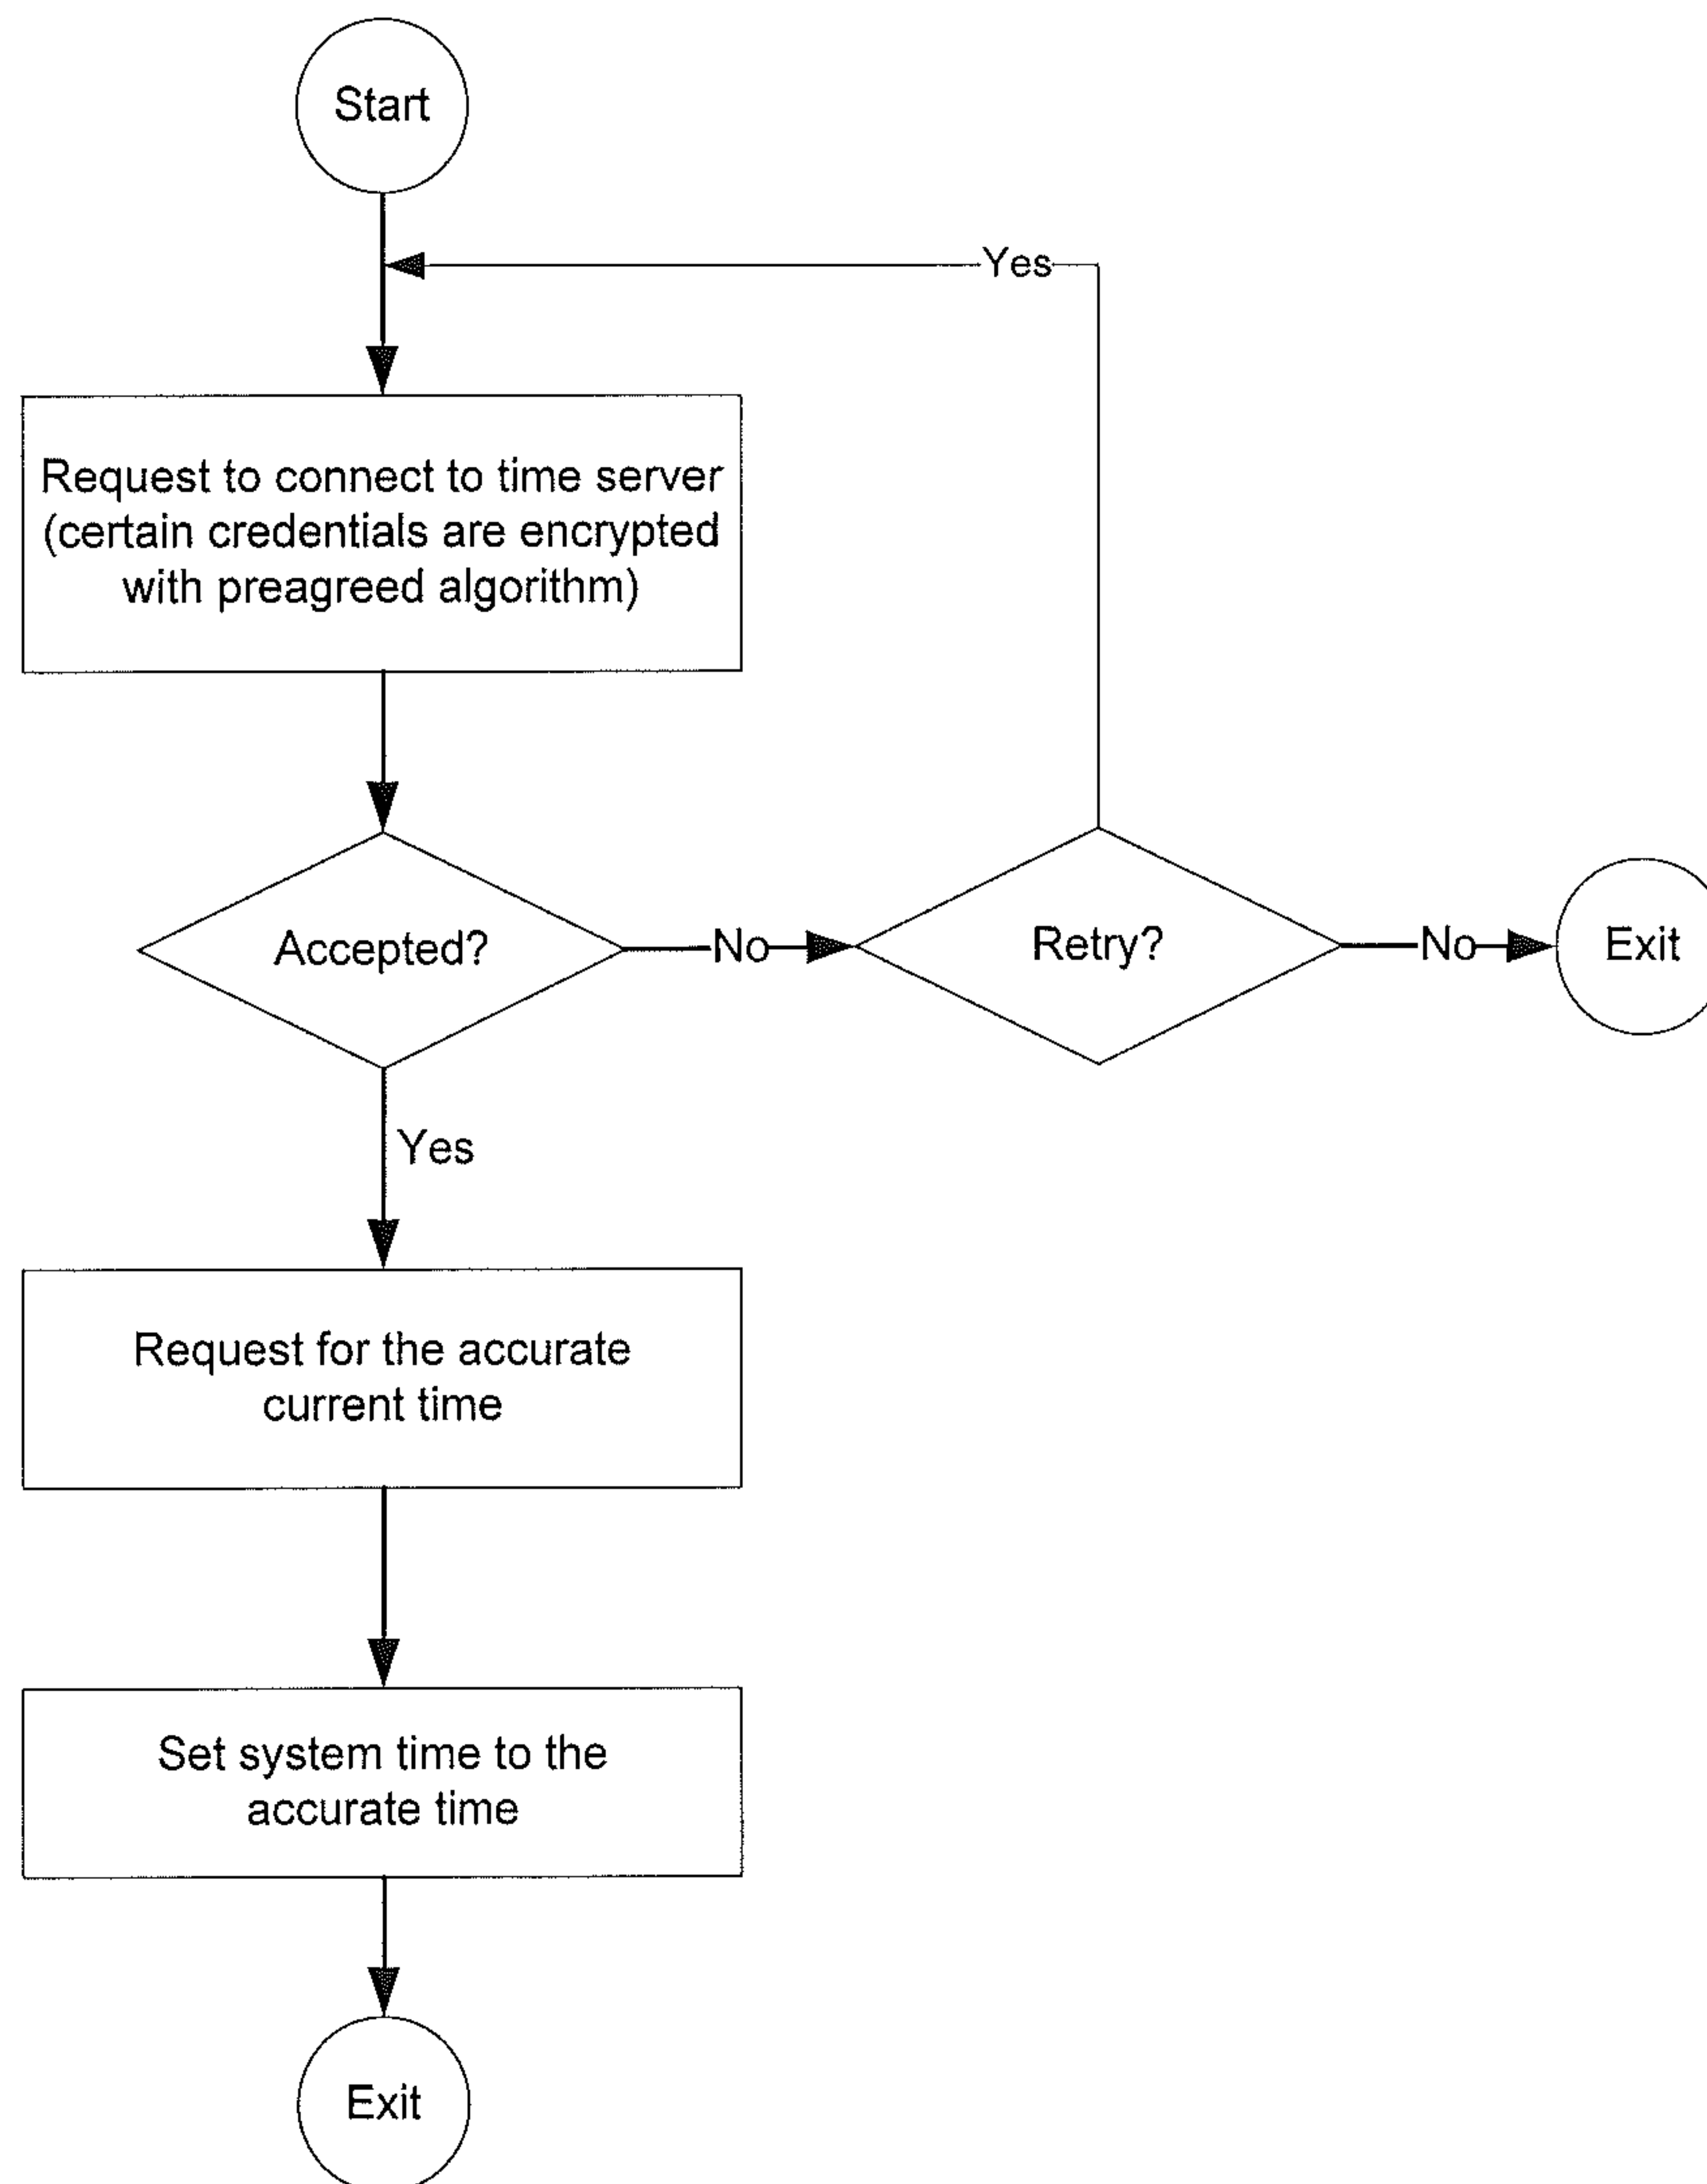 Start
Yes
Request to connect to time server
(certain credentials are encrypted
with preagreed algorithm)
Accepted?
No
Retry?
No
Exit
Yes
Request for the accurate
current time
Set system time to the
accurate time
Exit